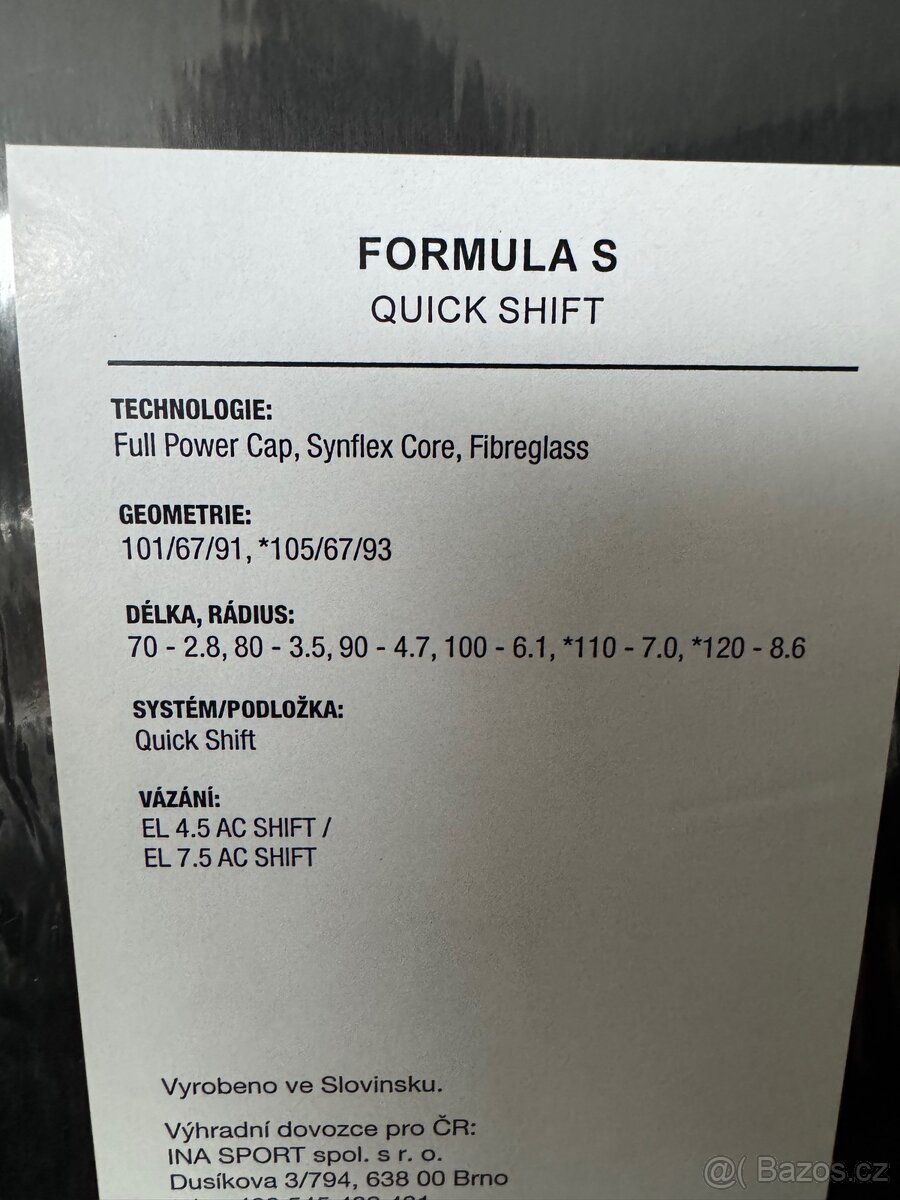 FORMULA S
QUICK SHIFT
TECHNOLOGIE:
Full Power Cap, Synflex Core, Fibreglass
GEOMETRIE:
101/67/91, *105/67/93
DÉLKA, RÁDIUS:
70 - 2.8, 80 - 3.5, 90 - 4.7, 100 - 6.1, *110 - 7.0, *120 - 8.6
SYSTÉM/PODLOŽKA:
Quick Shift
VÁZÁNÍ:
EL 4.5 AC SHIFT /
EL 7.5 AC SHIFT
Vyrobeno ve Slovinsku.
Výhradní dovozce pro ČR:
INA SPORT spol. s r. o.
Dusíkova 3/794, 638 00 Brno
@( Bazos.cz